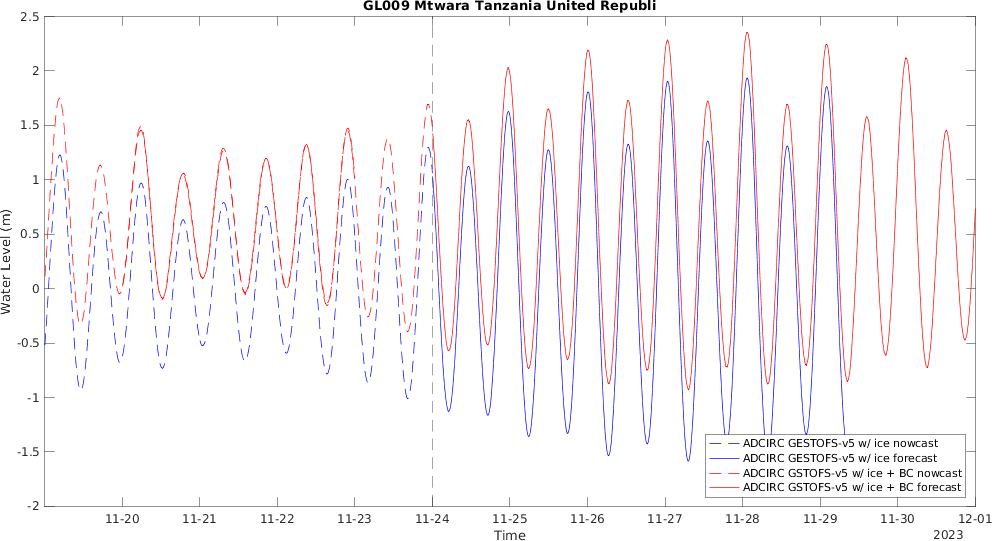 GL009 Mtwara Tanzania United Republi
2.5
2
1.5
1
0.5
0
-0.5
-1
-1.5
-2
Water Level (m)
ADCIRC GESTOFS-v5 w/ ice nowcast
ADCIRC GESTOFS-v5 w/ ice forecast
ADCIRC GSTOFS-v5 w/ ice + BC nowcast
ADCIRC GSTOFS-v5 w/ ice + BC forecast
11-20 11-21 11-22 11-23 11-24 11-25 11-26 11-27 11-28 11-29 11-30 12-01
Time
2023